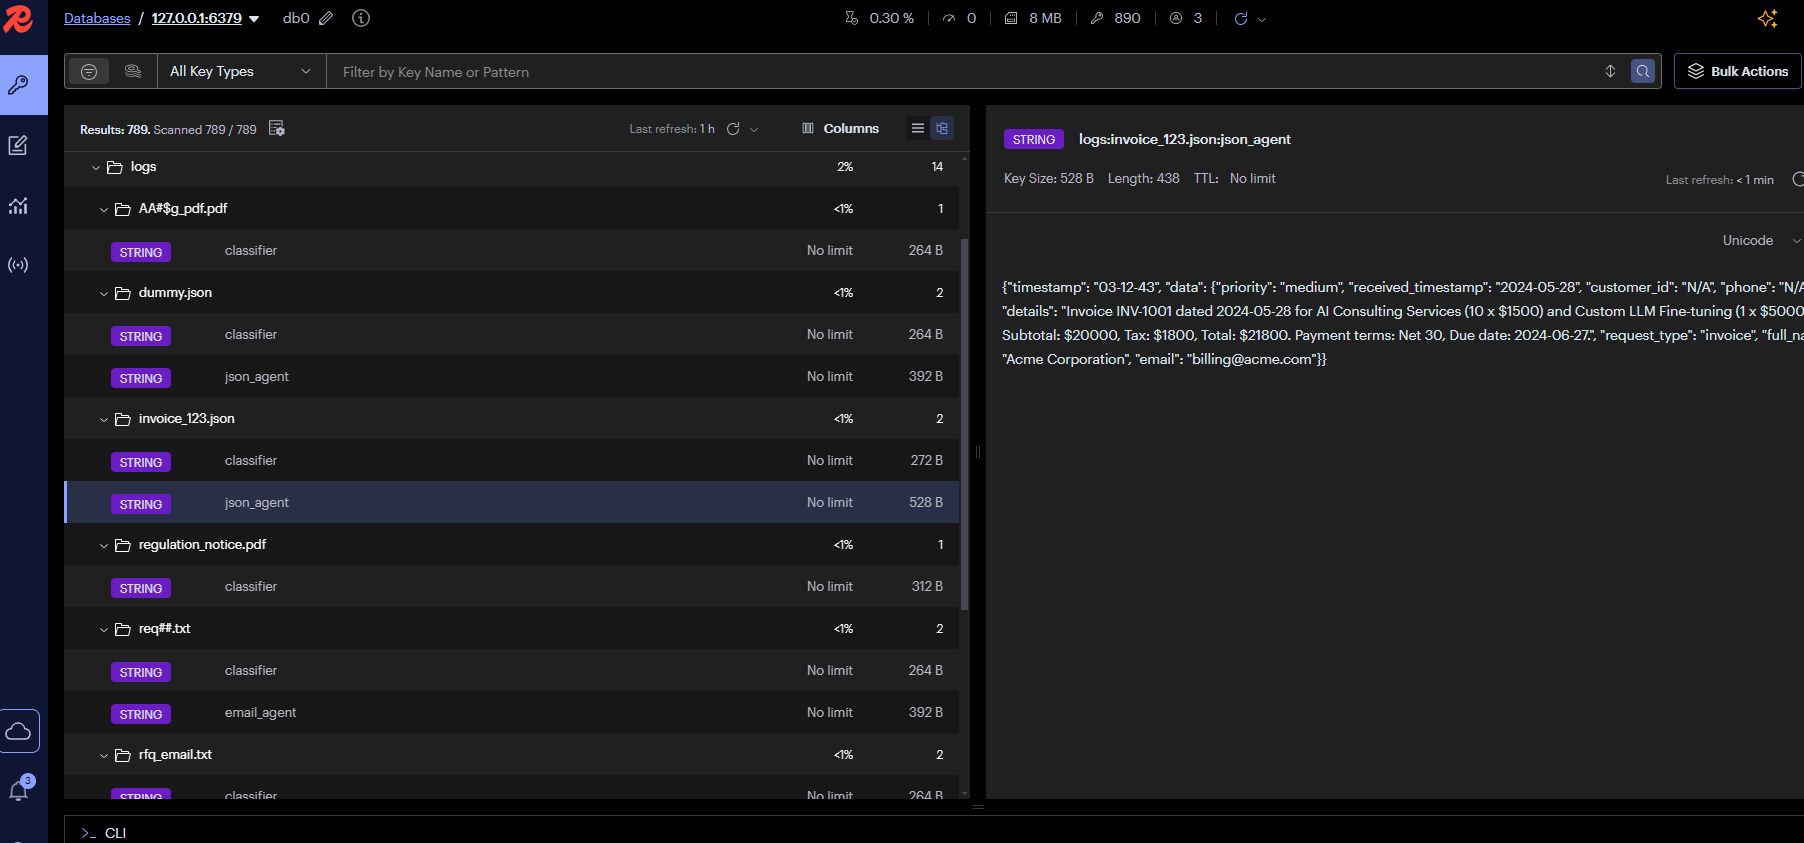 Databases / 127.0.0.1:6379 db0
0.30 % 0 8 MB 890 3
All Key Types Filter by Key Name or Pattern Bulk Actions
Results: 789. Scanned 789 / 789 Last refresh: 1 h Columns
logs 2% 14
AA#$g_pdf.pdf <1% 1
STRING classifier No limit 264 B
dummy.json <1% 2
STRING classifier No limit 264 B
STRING json_agent No limit 392 B
invoice_123.json <1% 2
STRING classifier No limit 272 B
STRING json_agent No limit 528 B
regulation_notice.pdf <1% 1
STRING classifier No limit 312 B
req##.txt <1% 2
STRING classifier No limit 264 B
STRING email_agent No limit 392 B
rfq_email.txt <1% 2
STRING classifier No limit 264 B
STRING logs:invoice_123.json:json_agent
Key Size: 528 B Length: 438 TTL: No limit Last refresh: < 1 min
Unicode
{"timestamp": "03-12-43", "data": {"priority": "medium", "received_timestamp": "2024-05-28", "customer_id": "N/A", "phone": "N/A
"details": "Invoice INV-1001 dated 2024-05-28 for AI Consulting Services (10 x $1500) and Custom LLM Fine-tuning (1 x $5000
Subtotal: $20000, Tax: $1800, Total: $21800. Payment terms: Net 30, Due date: 2024-06-27.", "request_type": "invoice", "full_na
"Acme Corporation", "email": "billing@acme.com"}}
3
>_ CLI